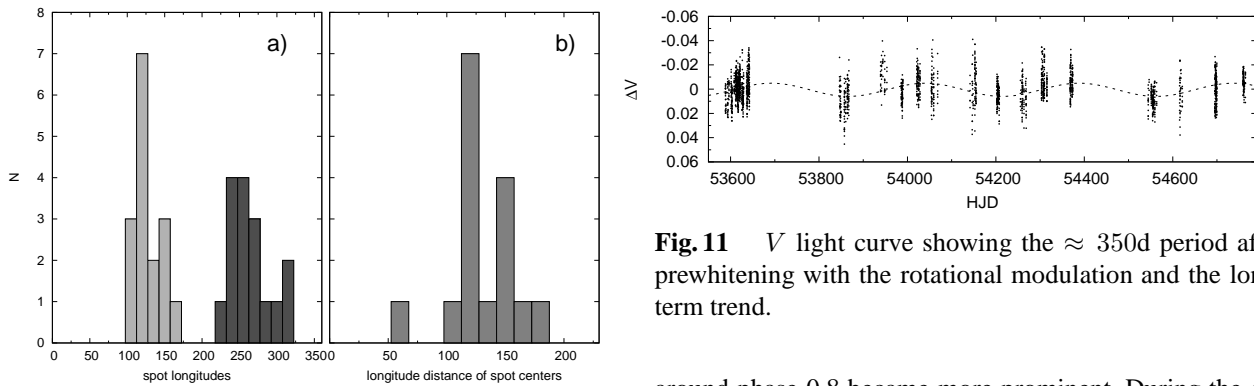 8
7
6
5
4
3
2
1
0
N
a)
0 50 100 150 200 250 300 350
spot longitudes
b)
0 50 100 150 200
longitude distance of spot centers
-0.06
-0.04
-0.02
0
0.02
0.04
0.06
ΔV
53600 53800 54000 54200 54400 54600
HJD
Fig. 11 V light curve showing the ≈ 350d period af
prewhitening with the rotational modulation and the lon
term trend.
around phase 0.8 become more prominent. During the